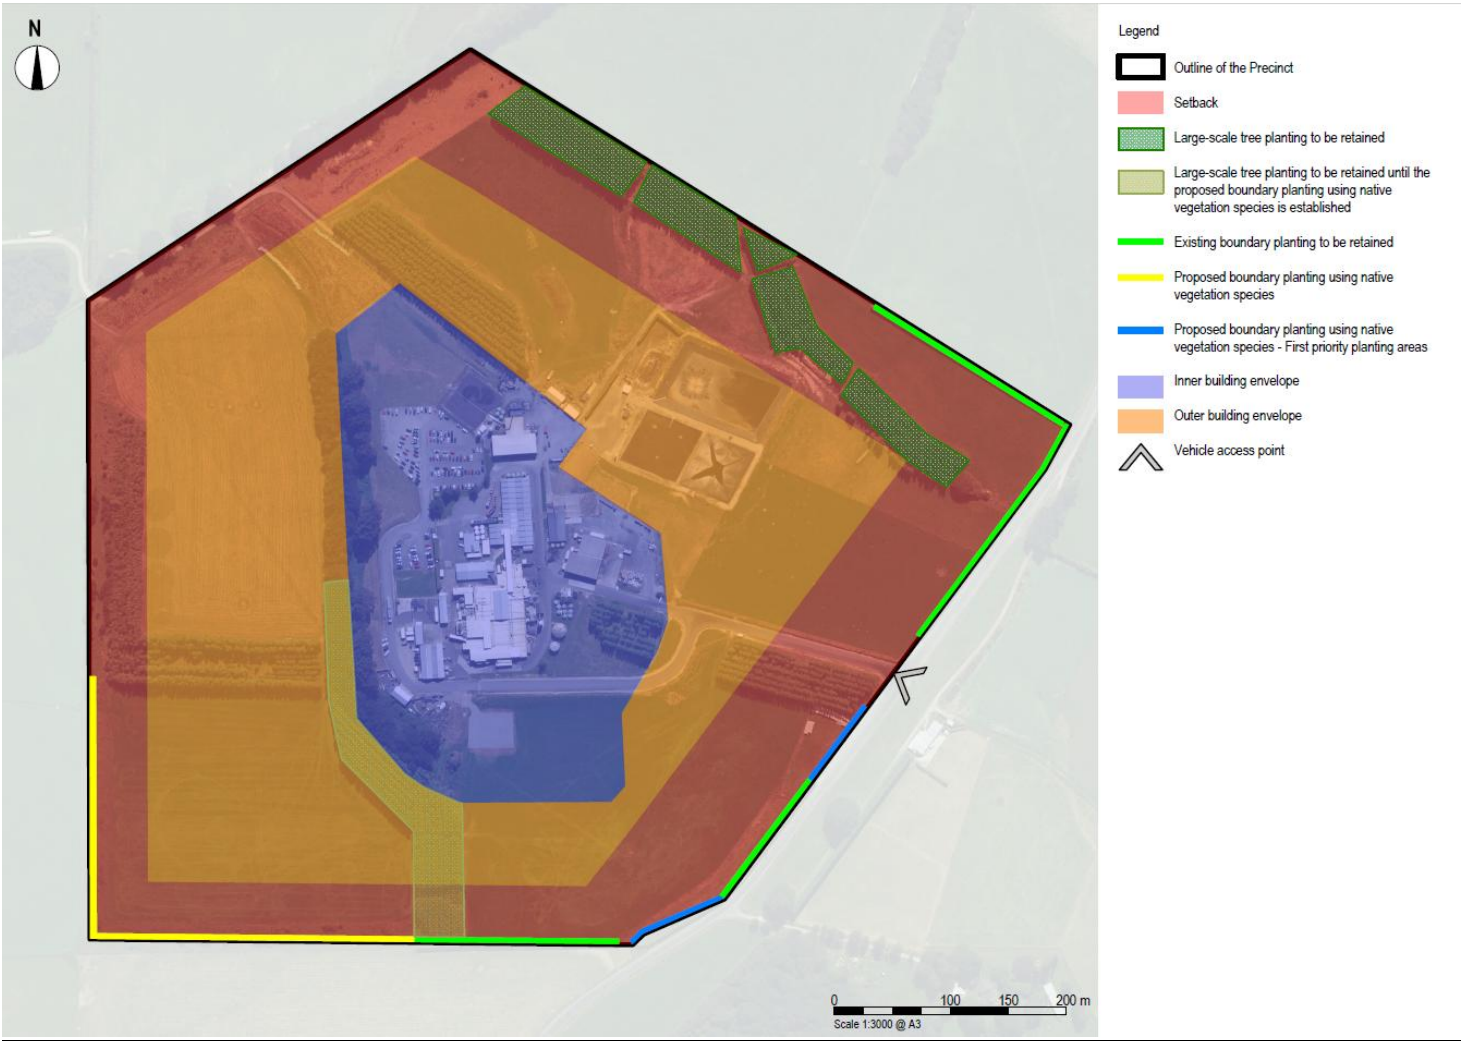 N
Legend
Outline of the Precinct
Setback
Large-scale tree planting to be retained
Large-scale tree planting to be retained until the
proposed boundary planting using native
vegetation species is established
Existing boundary planting to be retained
Proposed boundary planting using native
vegetation species
Proposed boundary planting using native
vegetation species - First priority planting areas
Inner building envelope
Outer building envelope
Vehicle access point
0 100 150 200 m
Scale 1:3000 @ A3